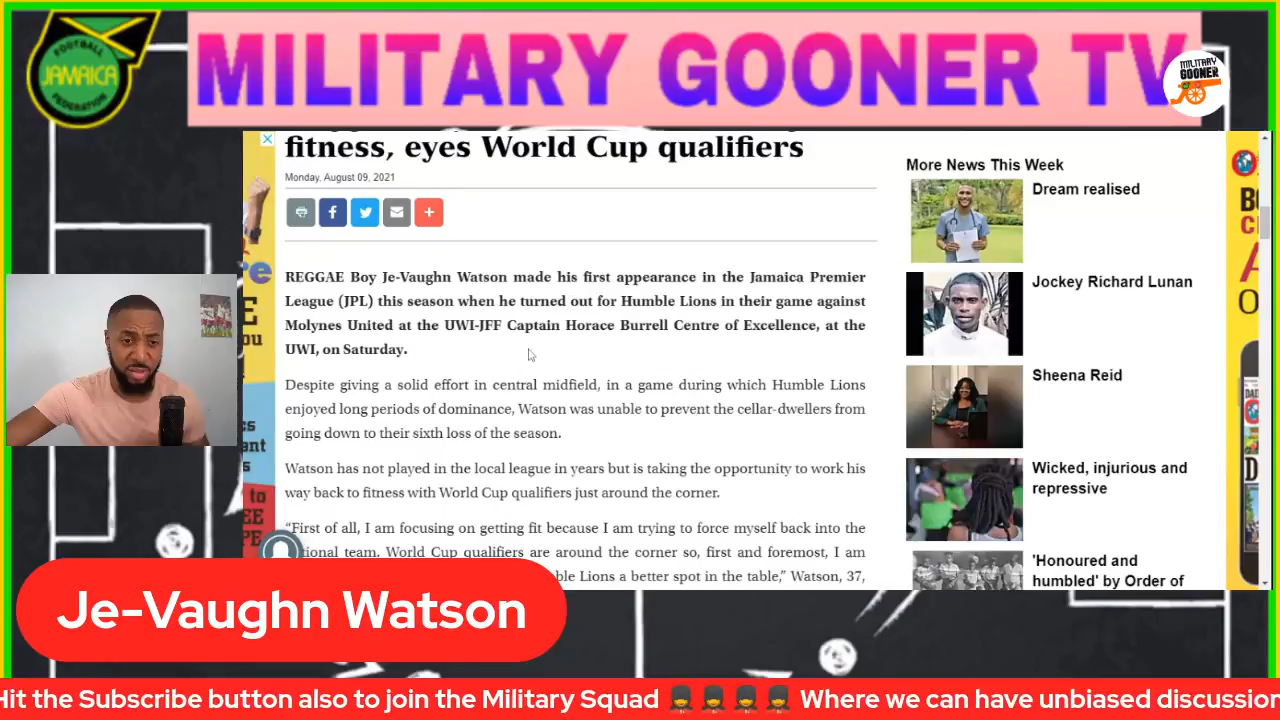 FOOTBALL
JAMAICA
FEDERATION
MILITARY GOONER TV
MILITARY
GOONER
fitness, eyes World Cup qualifiers
Monday, August 09, 2021
REGGAE Boy Je-Vaughn Watson made his first appearance in the Jamaica Premier
League (JPL) this season when he turned out for Humble Lions in their game against
Molynes United at the UWI-JFF Captain Horace Burrell Centre of Excellence, at the
UWI, on Saturday.
Despite giving a solid effort in central midfield, in a game during which Humble Lions
enjoyed long periods of dominance, Watson was unable to prevent the cellar-dwellers from
going down to their sixth loss of the season.
Watson has not played in the local league in years but is taking the opportunity to work his
way back to fitness with World Cup qualifiers just around the corner.
“First of all, I am focusing on getting fit because I am trying to force myself back into the
tional team. World Cup qualifiers are around the corner so, first and foremost, I am
ble Lions a better spot in the table,” Watson, 37,
More News This Week
Dream realised
Jockey Richard Lunan
Sheena Reid
Wicked, injurious and
repressive
'Honoured and
humbled' by Order of
Je-Vaughn Watson
Hit the Subscribe button also to join the Military Squad 💂💂💂💂 Where we can have unbiased discussion